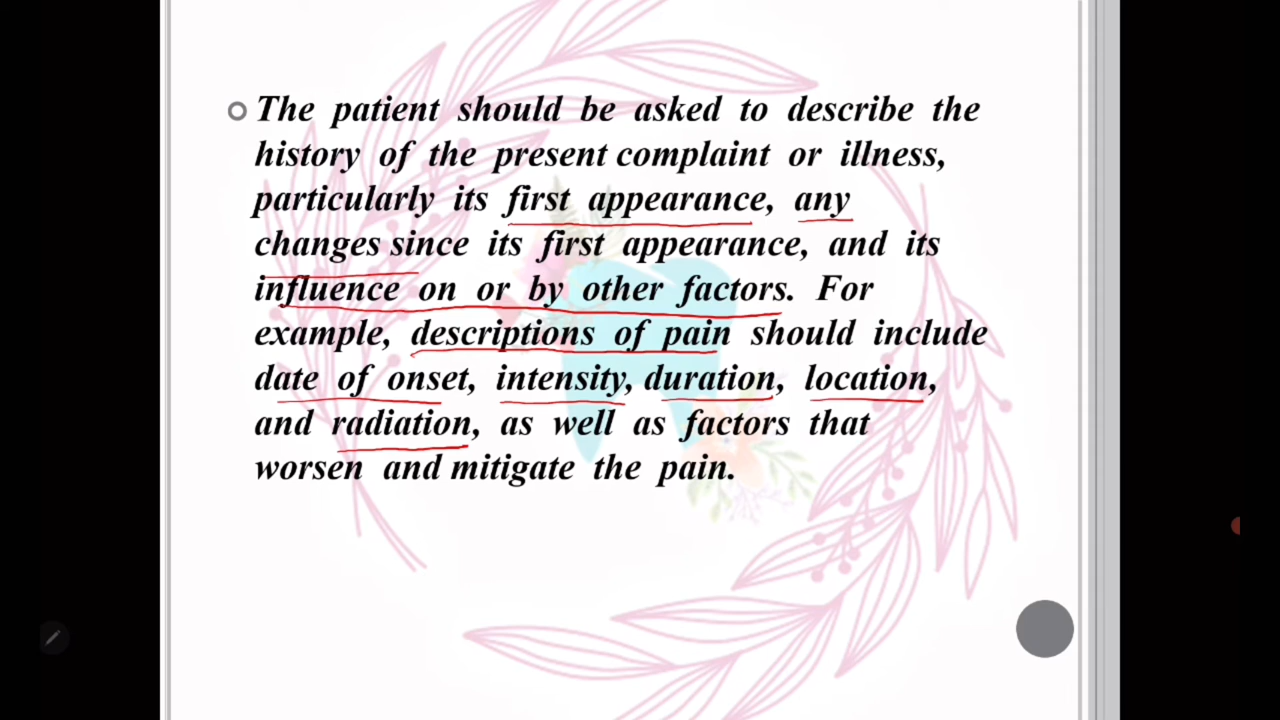 The patient should be asked to describe the
history of the present complaint or illness,
particularly its first appearance, any
changes since its first appearance, and its
influence on or by other factors. For
example, descriptions of pain should include
date of onset, intensity, duration, location,
and radiation, as well as factors that
worsen and mitigate the pain.